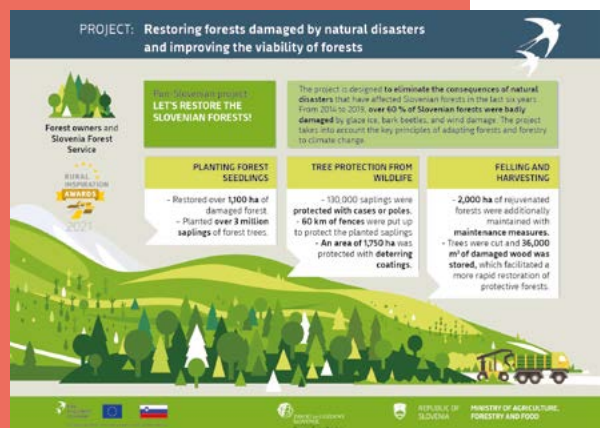 PROJECT: Restoring forests damaged by natural disasters
and improving the viability of forests
Pan-Slovenian project
LET'S RESTORE THE
SLOVENIAN FORESTS!
The project is designed to eliminate the consequences of natural
disasters that have affected Slovenian forests in the last six years.
From 2014 to 2019, over 60 % of Slovenian forests were badly
damaged by glaze ice, bark beetles, and wind damage. The project
takes into account the key principles of adapting forests and forestry
to climate change.
Forest owners and
Slovenia Forest
Service
RURAL
INSPIRATION
AWARDS
2021
PLANTING FOREST
SEEDLINGS
- Restored over 1,100 ha of
damaged forest.
- Planted over 3 million
saplings of forest trees.
TREE PROTECTION FROM
WILDLIFE
- 130,000 saplings were
protected with cases or poles.
- 60 km of fences were put up
to protect the planted saplings
- An area of 1,750 ha was
protected with deterring
coatings.
FELLING AND
HARVESTING
- 2,000 ha of rejuvenated
forests were additionally
maintained with
maintenance measures.
- Trees were cut and 36,000
m³ of damaged wood was
stored, which facilitated a
more rapid restoration of
protective forests.
REPUBLIC OF
SLOVENIA
MINISTRY OF AGRICULTURE,
FORESTRY AND FOOD